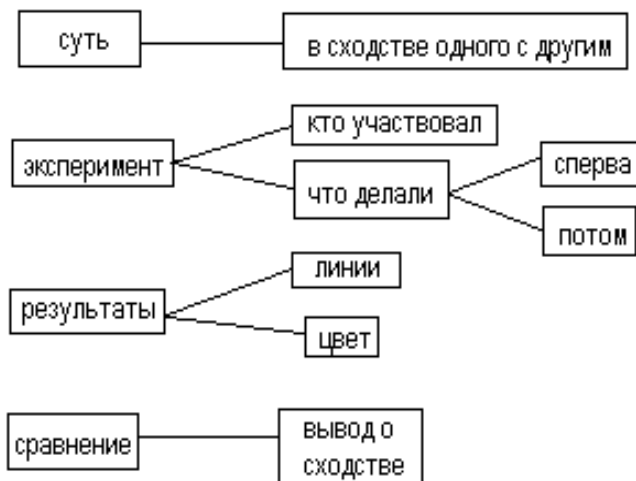 суть
в сходстве одного с другим
эксперимент
кто участвовал
что делали
сперва
потом
результаты
линии
цвет
сравнение
вывод о
сходстве